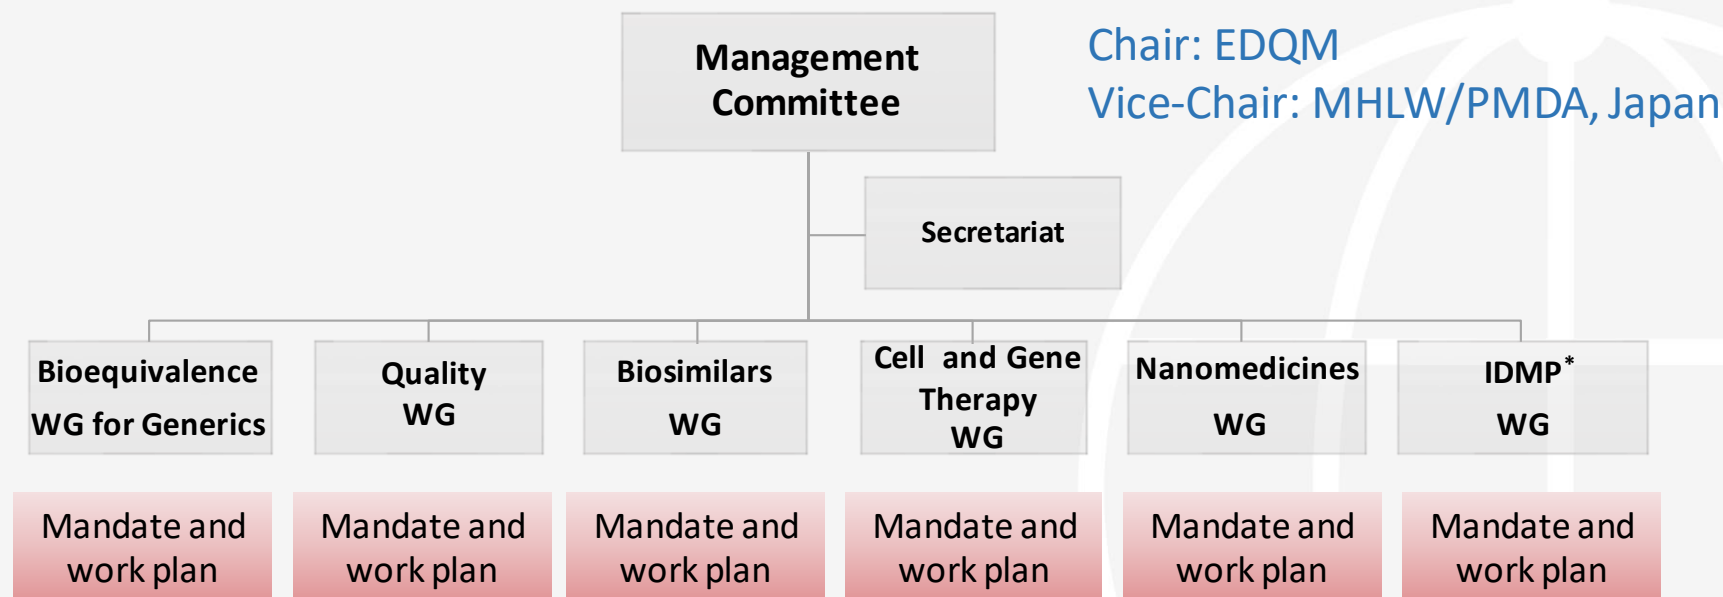 Management
Committee
Chair: EDQM
Vice-Chair: MHLW/PMDA, Japan
Secretariat
Bioequivalence
WG for Generics
Quality
WG
Biosimilars
WG
Cell and Gene
Therapy
WG
Nanomedicines
WG
IDMP*
WG
Mandate and
work plan
Mandate and
work plan
Mandate and
work plan
Mandate and
work plan
Mandate and
work plan
Mandate and
work plan